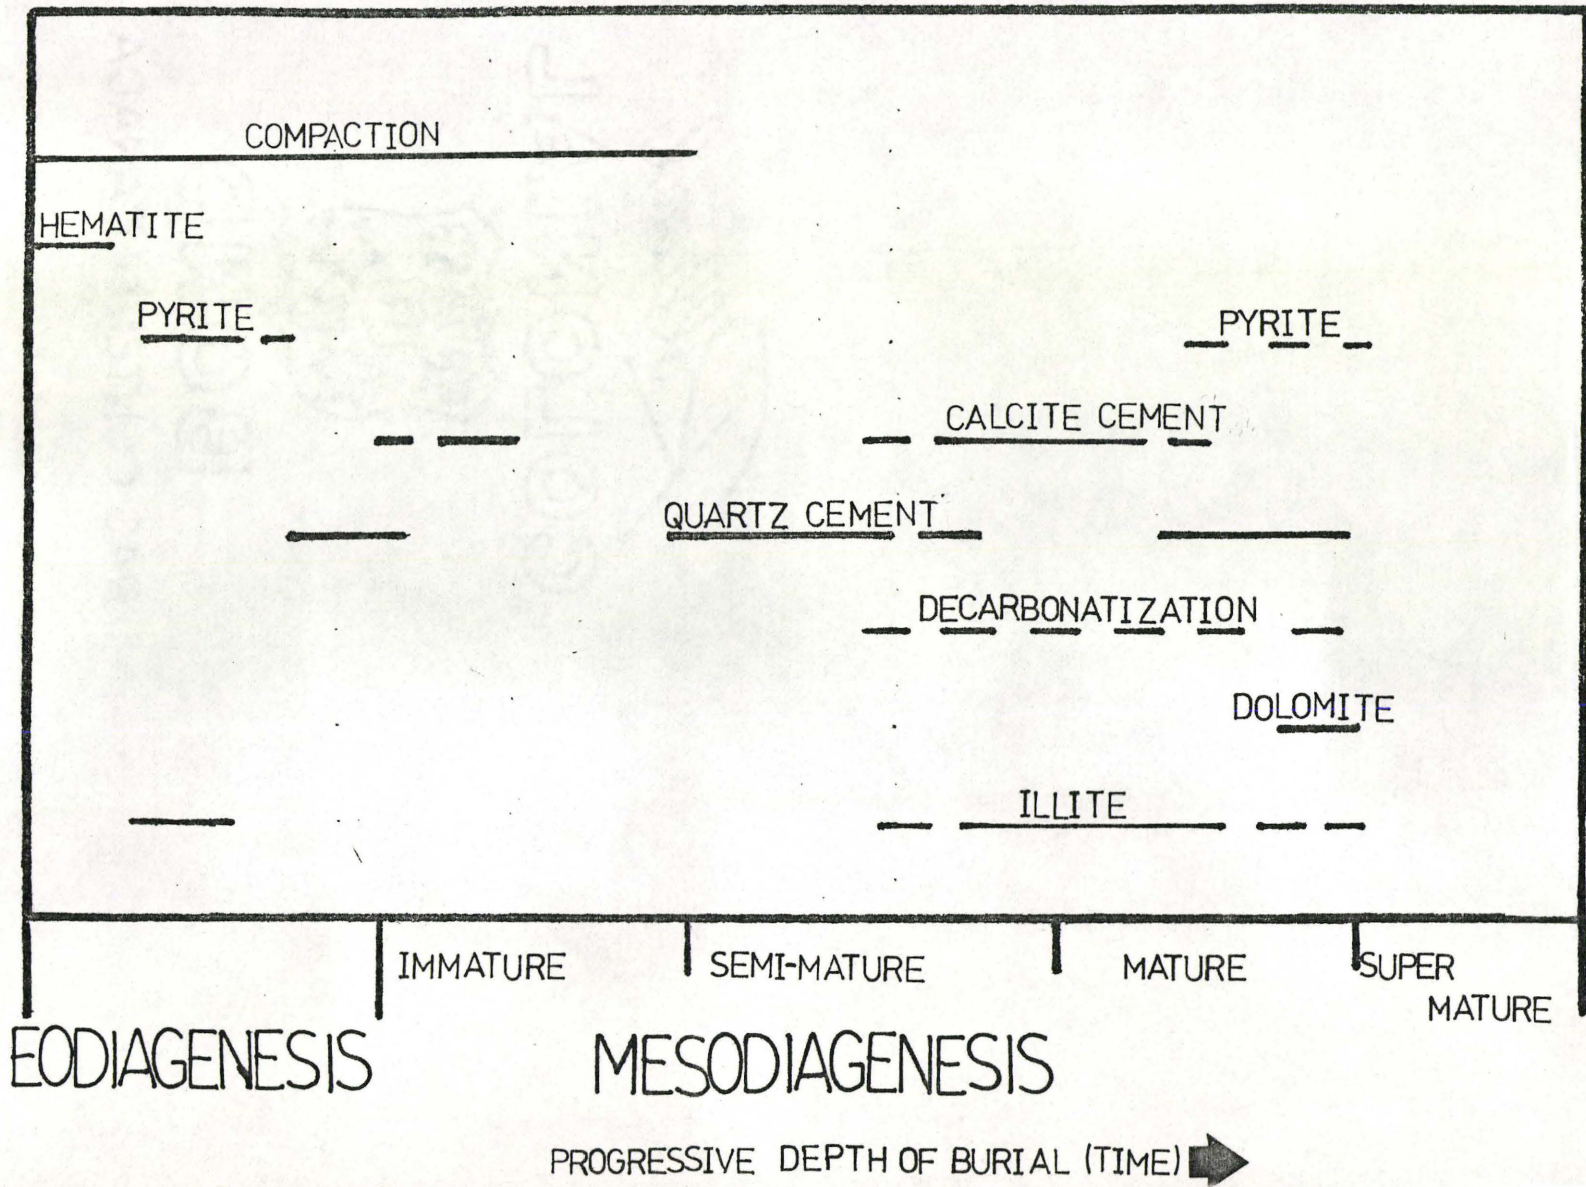 COMPACTION
HEMATITE
PYRITE
PYRITE
CALCITE CEMENT
QUARTZ CEMENT
DECARBONATIZATION
DOLOMITE
ILLITE
IMMATURE
SEMI-MATURE
MATURE
SUPER
MATURE
EODIAGENESIS
MESODIAGENESIS
PROGRESSIVE DEPTH OF BURIAL (TIME)